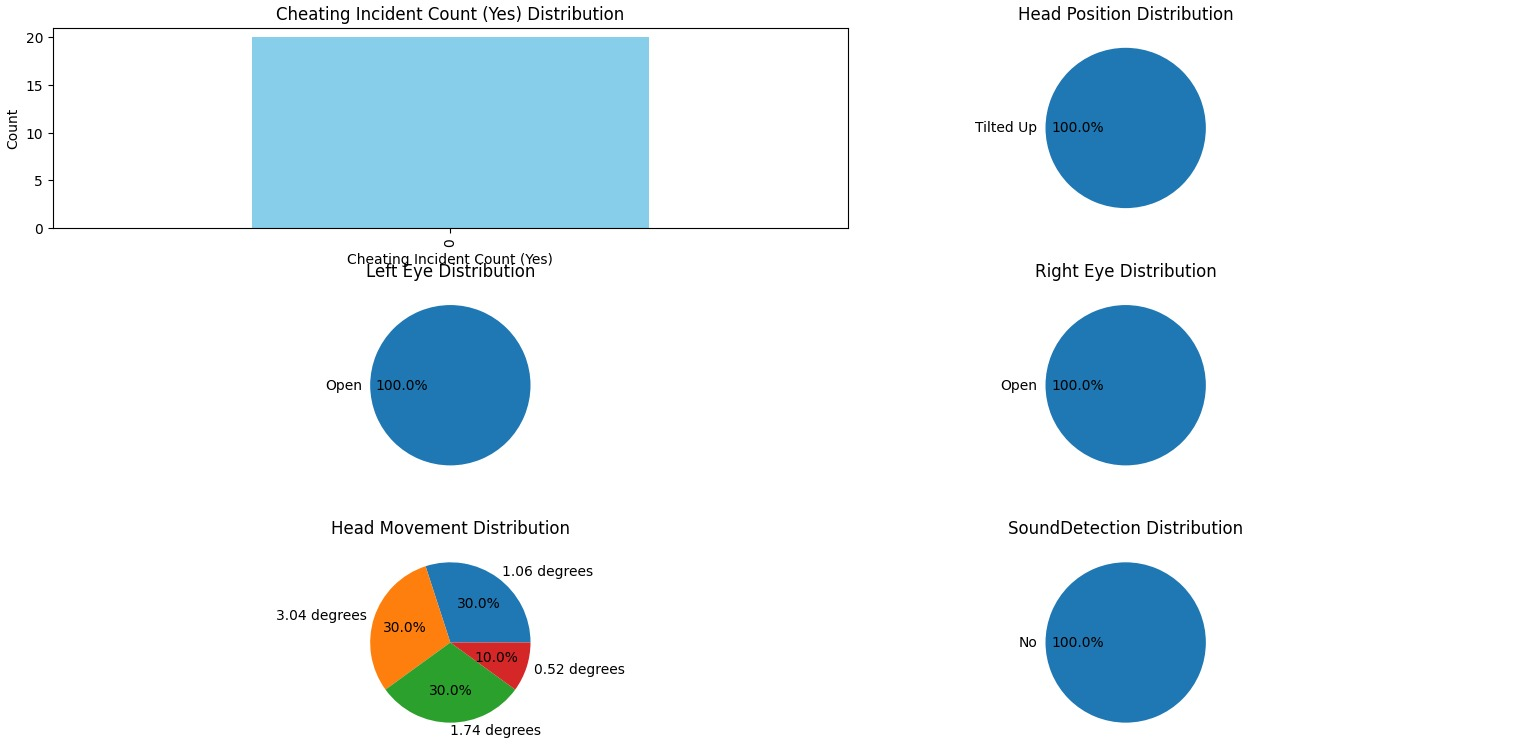 Cheating Incident Count (Yes) Distribution
20
15
10
5
0
Count
0
Cheating Incident Count (Yes)
Head Position Distribution
Tilted Up
100.0%
Left Eye Distribution
Open
100.0%
Right Eye Distribution
Open
100.0%
Head Movement Distribution
1.06 degrees
30.0%
3.04 degrees
30.0%
10.0%
0.52 degrees
30.0%
1.74 degrees
SoundDetection Distribution
No
100.0%